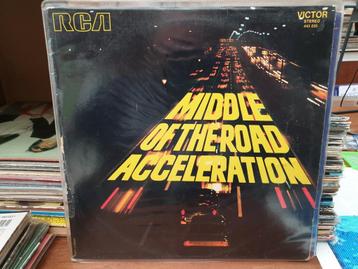 RCA
VICTOR
STEREO
MIDDLE
OF THE ROAD
ACCELERATION